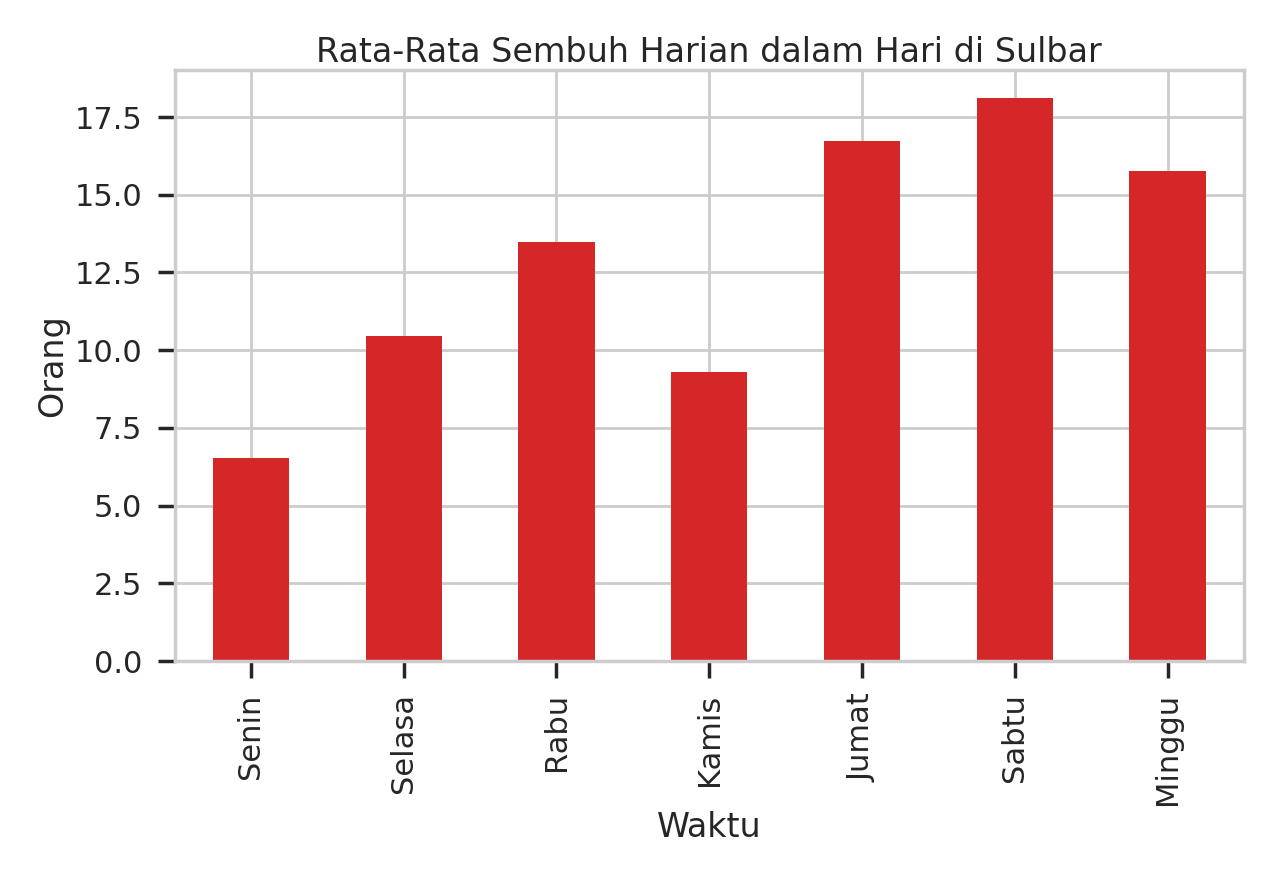 Rata-Rata Sembuh Harian dalam Hari di Sulbar
17.5
15.0
12.5
10.0
7.5
5.0
2.5
0.0
Orang
Senin
Selasa
Rabu
Kamis
Jumat
Sabtu
Minggu
Waktu